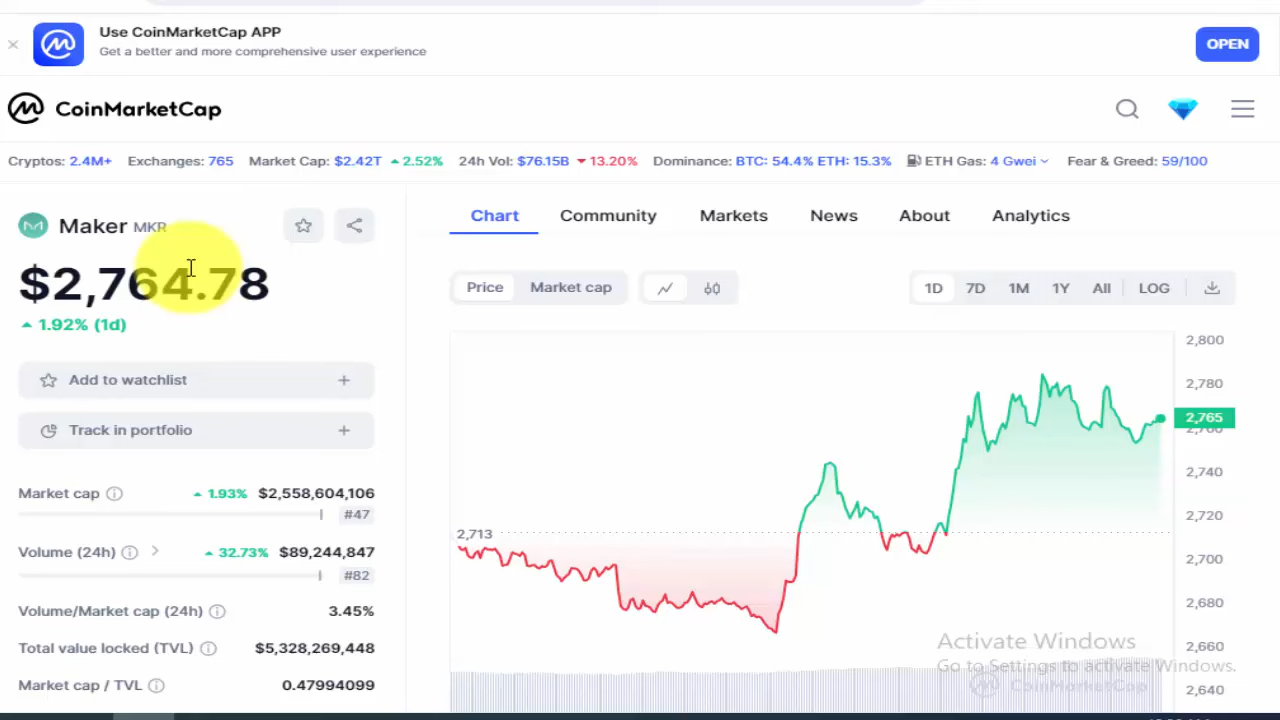 Use CoinMarketCap APP
Get a better and more comprehensive user experience
OPEN
CoinMarketCap
Cryptos: 2.4M+ Exchanges: 765 Market Cap: $2.42T 2.52% 24h Vol: $76.15B 13.20% Dominance: BTC: 54.4% ETH: 15.3% ETH Gas: 4 Gwei Fear & Greed: 59/100
Maker MKR
$2,764.78
1.92% (1d)
Add to watchlist +
Track in portfolio +
Market cap 1.93% $2,558,604,106
#47
Volume (24h) 32.73% $89,244,847
#82
Volume/Market cap (24h) 3.45%
Total value locked (TVL) $5,328,269,448
Market cap / TVL 0.47994099
Chart Community Markets News About Analytics
Price Market cap 1D 7D 1M 1Y All LOG
2,800
2,780
2,765
2,760
2,740
2,720
2,713
2,700
2,680
2,660
2,640
Activate Windows
Go to Settings to activate Windows.
CoinMarketCap